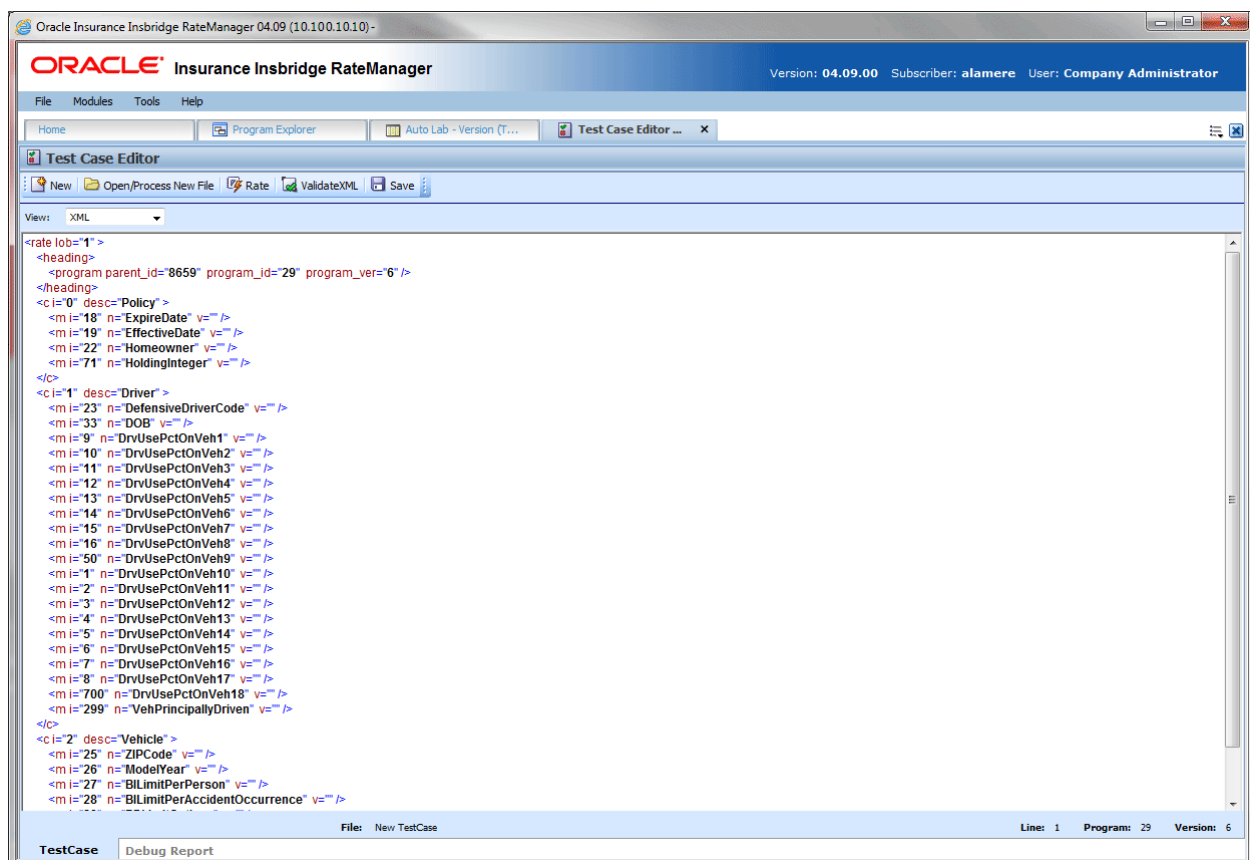 Oracle Insurance Insbridge RateManager 04.09 (10.100.10.10) -
ORACLE® Insurance Insbridge RateManager
Version: 04.09.00 Subscriber: alamere User: Company Administrator
File Modules Tools Help
Home Program Explorer Auto Lab - Version (T... Test Case Editor ... x
Test Case Editor
New Open/Process New File Rate ValidateXML Save
View: XML
<rate lob="1" >
<heading>
<program parent_id="8659" program_id="29" program_ver="6" />
</heading>
<c i="0" desc="Policy" >
<m i="18" n="ExpireDate" v="" />
<m i="19" n="EffectiveDate" v="" />
<m i="22" n="Homeowner" v="" />
<m i="71" n="HoldingInteger" v="" />
</c>
<c i="1" desc="Driver" >
<m i="23" n="DefensiveDriverCode" v="" />
<m i="33" n="DOB" v="" />
<m i="9" n="DrvUsePctOnVeh1" v="" />
<m i="10" n="DrvUsePctOnVeh2" v="" />
<m i="11" n="DrvUsePctOnVeh3" v="" />
<m i="12" n="DrvUsePctOnVeh4" v="" />
<m i="13" n="DrvUsePctOnVeh5" v="" />
<m i="14" n="DrvUsePctOnVeh6" v="" />
<m i="15" n="DrvUsePctOnVeh7" v="" />
<m i="16" n="DrvUsePctOnVeh8" v="" />
<m i="50" n="DrvUsePctOnVeh9" v="" />
<m i="1" n="DrvUsePctOnVeh10" v="" />
<m i="2" n="DrvUsePctOnVeh11" v="" />
<m i="3" n="DrvUsePctOnVeh12" v="" />
<m i="4" n="DrvUsePctOnVeh13" v="" />
<m i="5" n="DrvUsePctOnVeh14" v="" />
<m i="6" n="DrvUsePctOnVeh15" v="" />
<m i="7" n="DrvUsePctOnVeh16" v="" />
<m i="8" n="DrvUsePctOnVeh17" v="" />
<m i="700" n="DrvUsePctOnVeh18" v="" />
<m i="299" n="VehPrincipallyDriven" v="" />
</c>
<c i="2" desc="Vehicle" >
<m i="25" n="ZIPCode" v="" />
<m i="26" n="ModelYear" v="" />
<m i="27" n="BILimitPerPerson" v="" />
<m i="28" n="BILimitPerAccidentOccurrence" v="" />
File: New TestCase Line: 1 Program: 29 Version: 6
TestCase Debug Report